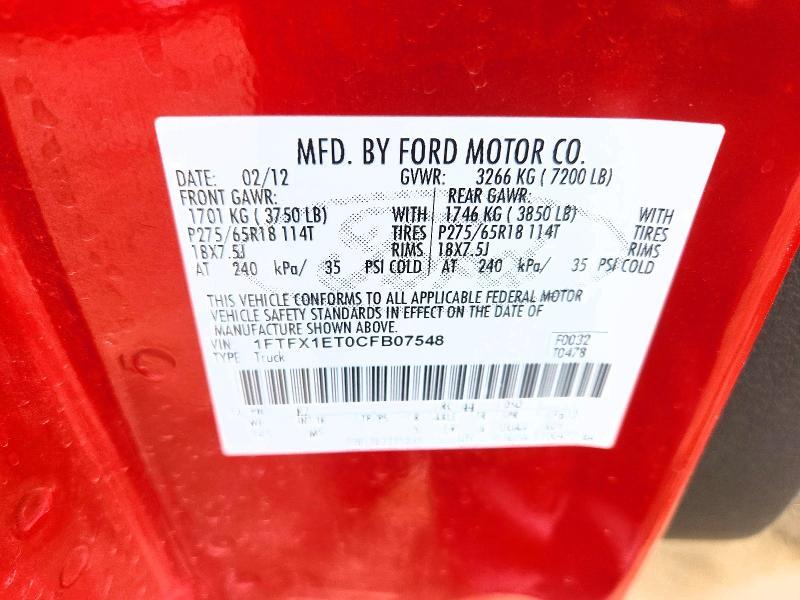 MFD. BY FORD MOTOR CO.
DATE: 02/12 GVWR: 3266 KG ( 7200 LB)
FRONT GAWR: REAR GAWR:
1701 KG ( 3750 LB) WITH 1746 KG ( 3850 LB) WITH
P275/65R18 114T TIRES P275/65R18 114T TIRES
18X7.5J RIMS 18X7.5J RIMS
AT 240 kPa/ 35 PSI COLD AT 240 kPa/ 35 PSI COLD
THIS VEHICLE CONFORMS TO ALL APPLICABLE FEDERAL MOTOR
VEHICLE SAFETY STANDARDS IN EFFECT ON THE DATE OF
MANUFACTURE SHOWN ABOVE.
VIN 1FTFX1ET0CFB07548 F0032
TYPE Truck T0478